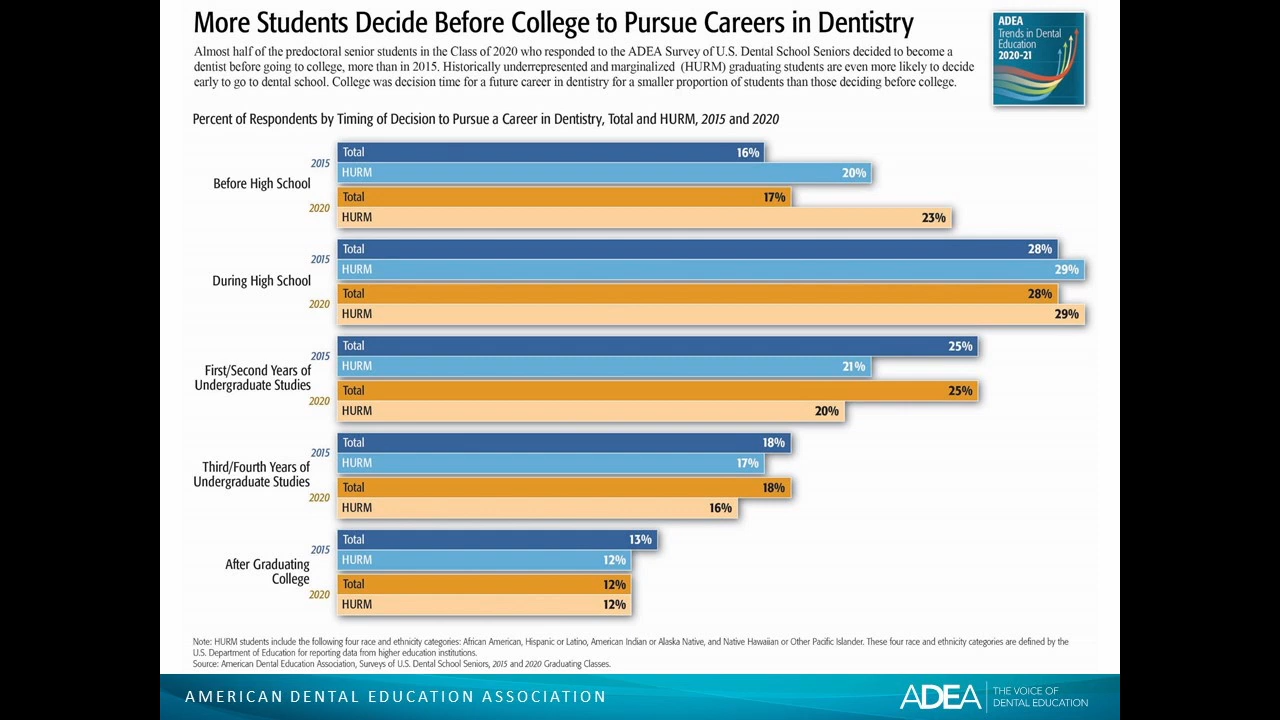 More Students Decide Before College to Pursue Careers in Dentistry
Almost half of the predoctoral senior students in the Class of 2020 who responded to the ADEA Survey of U.S. Dental School Seniors decided to become a
dentist before going to college, more than in 2015. Historically underrepresented and marginalized (HURM) graduating students are even more likely to decide
early to go to dental school. College was decision time for a future career in dentistry for a smaller proportion of students than those deciding before college.
ADEA
Trends in Dental
Education
2020-21
Percent of Respondents by Timing of Decision to Pursue a Career in Dentistry, Total and HURM, 2015 and 2020
Before High School
2015
Total 16%
HURM 20%
2020
Total 17%
HURM 23%
During High School
2015
Total 28%
HURM 29%
2020
Total 28%
HURM 29%
First/Second Years of
Undergraduate Studies
2015
Total 25%
HURM 21%
2020
Total 25%
HURM 20%
Third/Fourth Years of
Undergraduate Studies
2015
Total 18%
HURM 17%
2020
Total 18%
HURM 16%
After Graduating
College
2015
Total 13%
HURM 12%
2020
Total 12%
HURM 12%
Note: HURM students include the following four race and ethnicity categories: African American, Hispanic or Latino, American Indian or Alaska Native, and Native Hawaiian or Other Pacific Islander. These four race and ethnicity categories are defined by the
U.S. Department of Education for reporting data from higher education institutions.
Source: American Dental Education Association, Surveys of U.S. Dental School Seniors, 2015 and 2020 Graduating Classes.
AMERICAN DENTAL EDUCATION ASSOCIATION
ADEA
THE VOICE OF
DENTAL EDUCATION